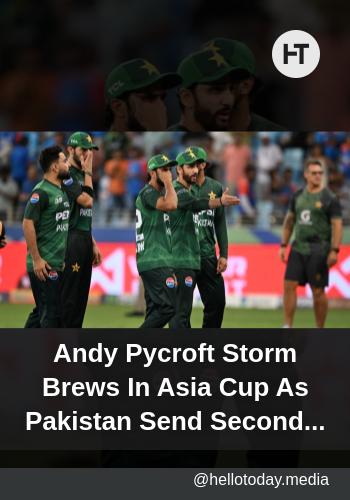 HT
Andy Pycroft Storm
Brews In Asia Cup As
Pakistan Send Second...
@hellotoday.media